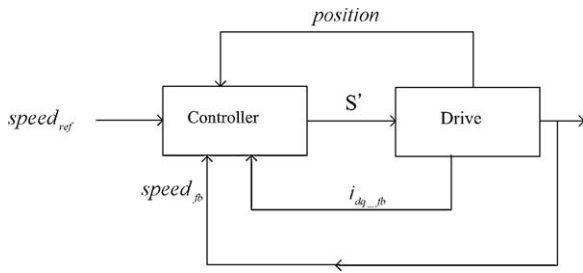 position
speed_ref
Controller
S'
Drive
speed_fb
i_dq_fb